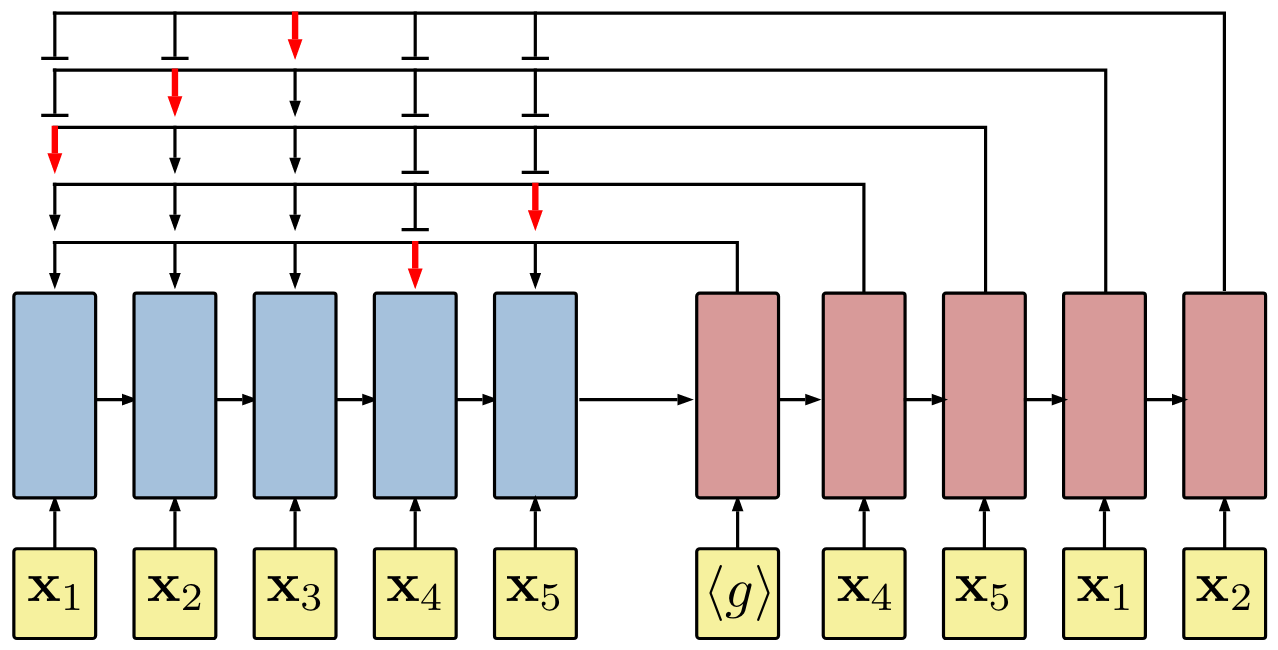 x₁ x₂ x₃ x₄ x₅ ⟨g⟩ x₄ x₅ x₁ x₂